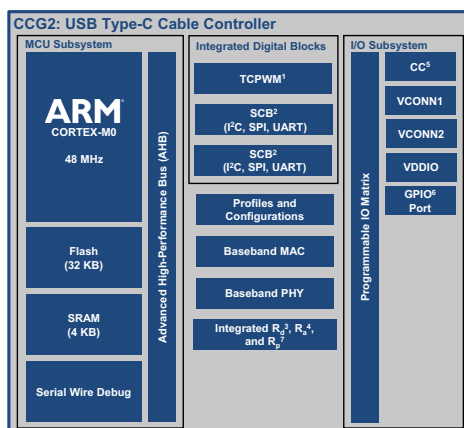 CCG2: USB Type-C Cable Controller
MCU Subsystem
ARM®
CORTEX-M0
48 MHz
Flash
(32 KB)
SRAM
(4 KB)
Serial Wire Debug
Advanced High-Performance Bus (AHB)
Integrated Digital Blocks
TCPWM¹
SCB²
(I²C, SPI, UART)
SCB²
(I²C, SPI, UART)
Profiles and
Configurations
Baseband MAC
Baseband PHY
Integrated Rd³, Ra⁴,
and Rp⁷
I/O Subsystem
Programmable IO Matrix
CC⁵
VCONN1
VCONN2
VDDIO
GPIO⁶
Port